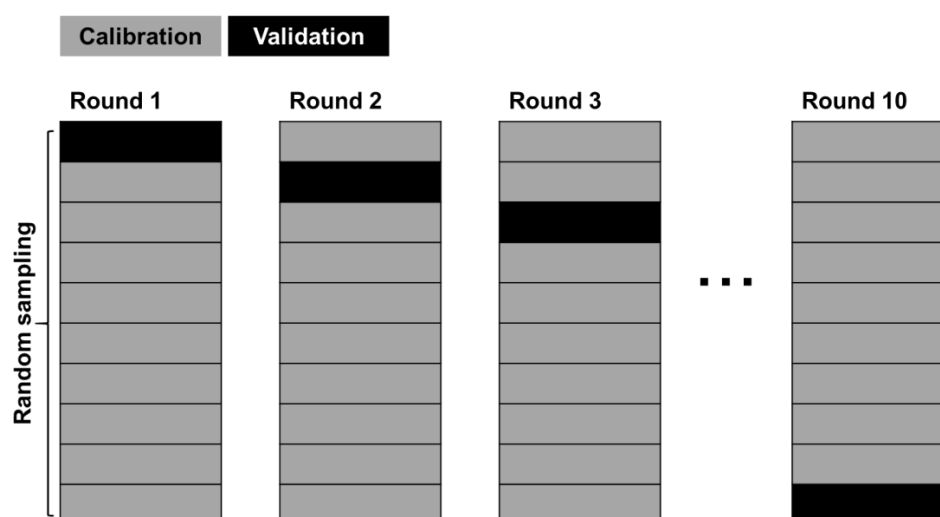 Calibration Validation
Round 1 Round 2 Round 3 Round 10
Random sampling
...